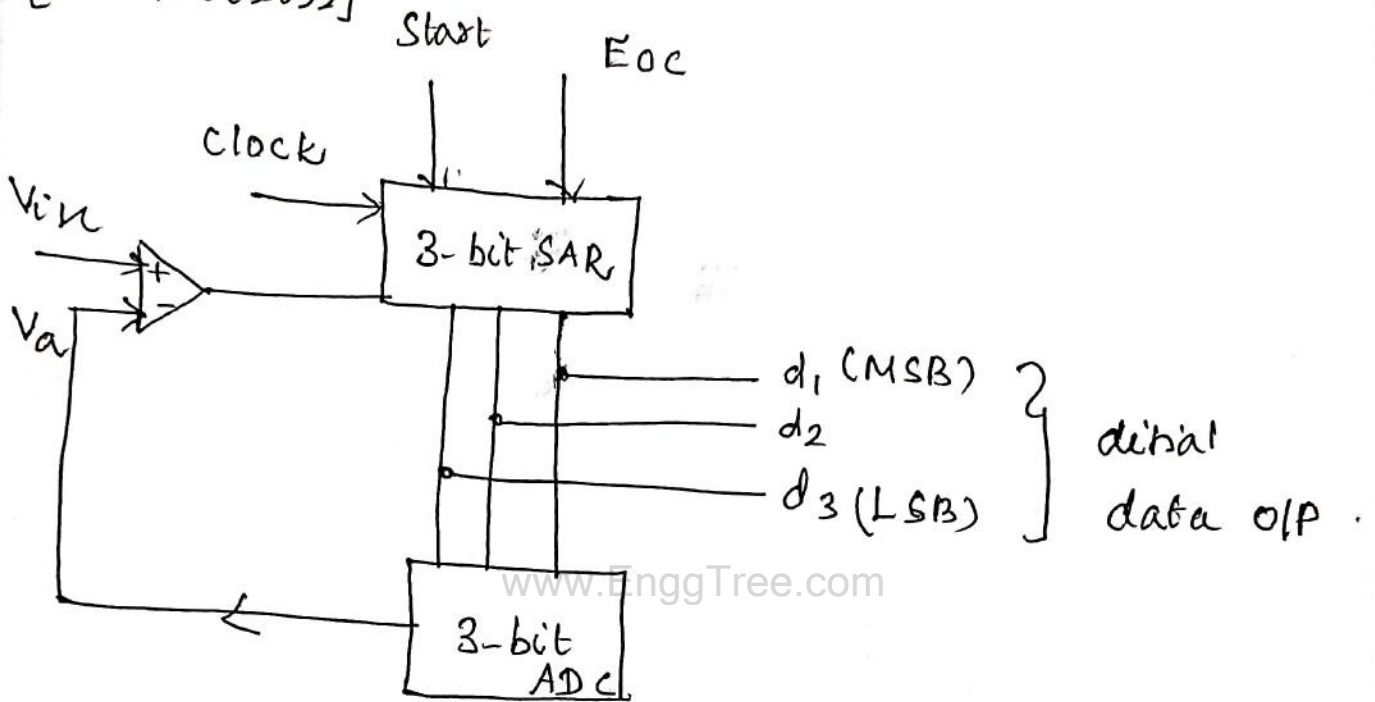 Start
EOC
Clock
Vin
+
3-bit SAR
-
Va
d1 (MSB)
d2
d3 (LSB)
data O/P .
www.EnggTree.com
3-bit
ADC